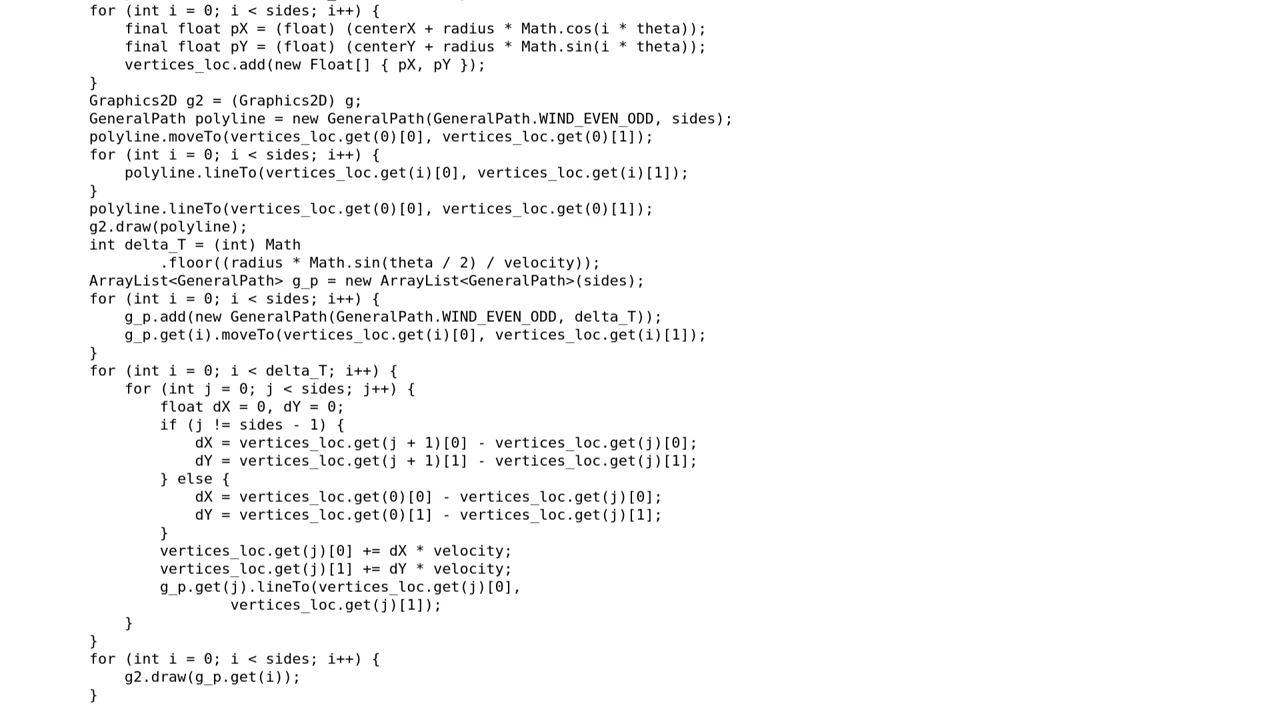 for (int i = 0; i < sides; i++) {
    final float pX = (float) (centerX + radius * Math.cos(i * theta));
    final float pY = (float) (centerY + radius * Math.sin(i * theta));
    vertices_loc.add(new Float[] { pX, pY });
}
Graphics2D g2 = (Graphics2D) g;
GeneralPath polyline = new GeneralPath(GeneralPath.WIND_EVEN_ODD, sides);
polyline.moveTo(vertices_loc.get(0)[0], vertices_loc.get(0)[1]);
for (int i = 0; i < sides; i++) {
    polyline.lineTo(vertices_loc.get(i)[0], vertices_loc.get(i)[1]);
}
polyline.lineTo(vertices_loc.get(0)[0], vertices_loc.get(0)[1]);
g2.draw(polyline);
int delta_T = (int) Math
        .floor((radius * Math.sin(theta / 2) / velocity));
ArrayList<GeneralPath> g_p = new ArrayList<GeneralPath>(sides);
for (int i = 0; i < sides; i++) {
    g_p.add(new GeneralPath(GeneralPath.WIND_EVEN_ODD, delta_T));
    g_p.get(i).moveTo(vertices_loc.get(i)[0], vertices_loc.get(i)[1]);
}
for (int i = 0; i < delta_T; i++) {
    for (int j = 0; j < sides; j++) {
        float dX = 0, dY = 0;
        if (j != sides - 1) {
            dX = vertices_loc.get(j + 1)[0] - vertices_loc.get(j)[0];
            dY = vertices_loc.get(j + 1)[1] - vertices_loc.get(j)[1];
        } else {
            dX = vertices_loc.get(0)[0] - vertices_loc.get(j)[0];
            dY = vertices_loc.get(0)[1] - vertices_loc.get(j)[1];
        }
        vertices_loc.get(j)[0] += dX * velocity;
        vertices_loc.get(j)[1] += dY * velocity;
        g_p.get(j).lineTo(vertices_loc.get(j)[0],
                vertices_loc.get(j)[1]);
    }
}
for (int i = 0; i < sides; i++) {
    g2.draw(g_p.get(i));
}